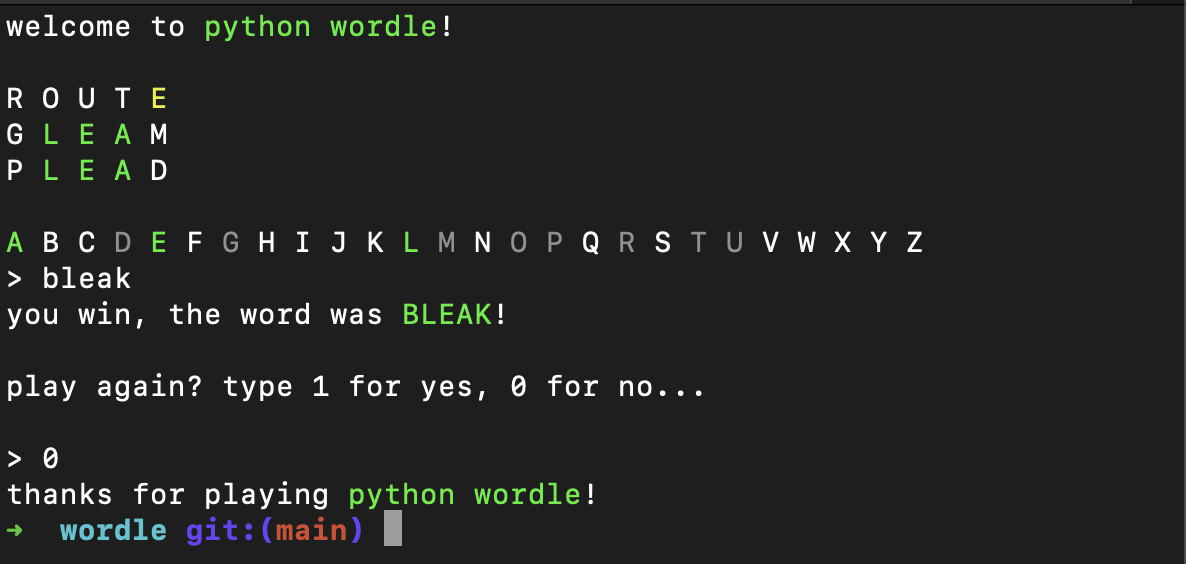 welcome to python wordle!
R O U T E
G L E A M
P L E A D
A B C D E F G H I J K L M N O P Q R S T U V W X Y Z
> bleak
you win, the word was BLEAK!
play again? type 1 for yes, 0 for no...
> 0
thanks for playing python wordle!
→ wordle git:(main)